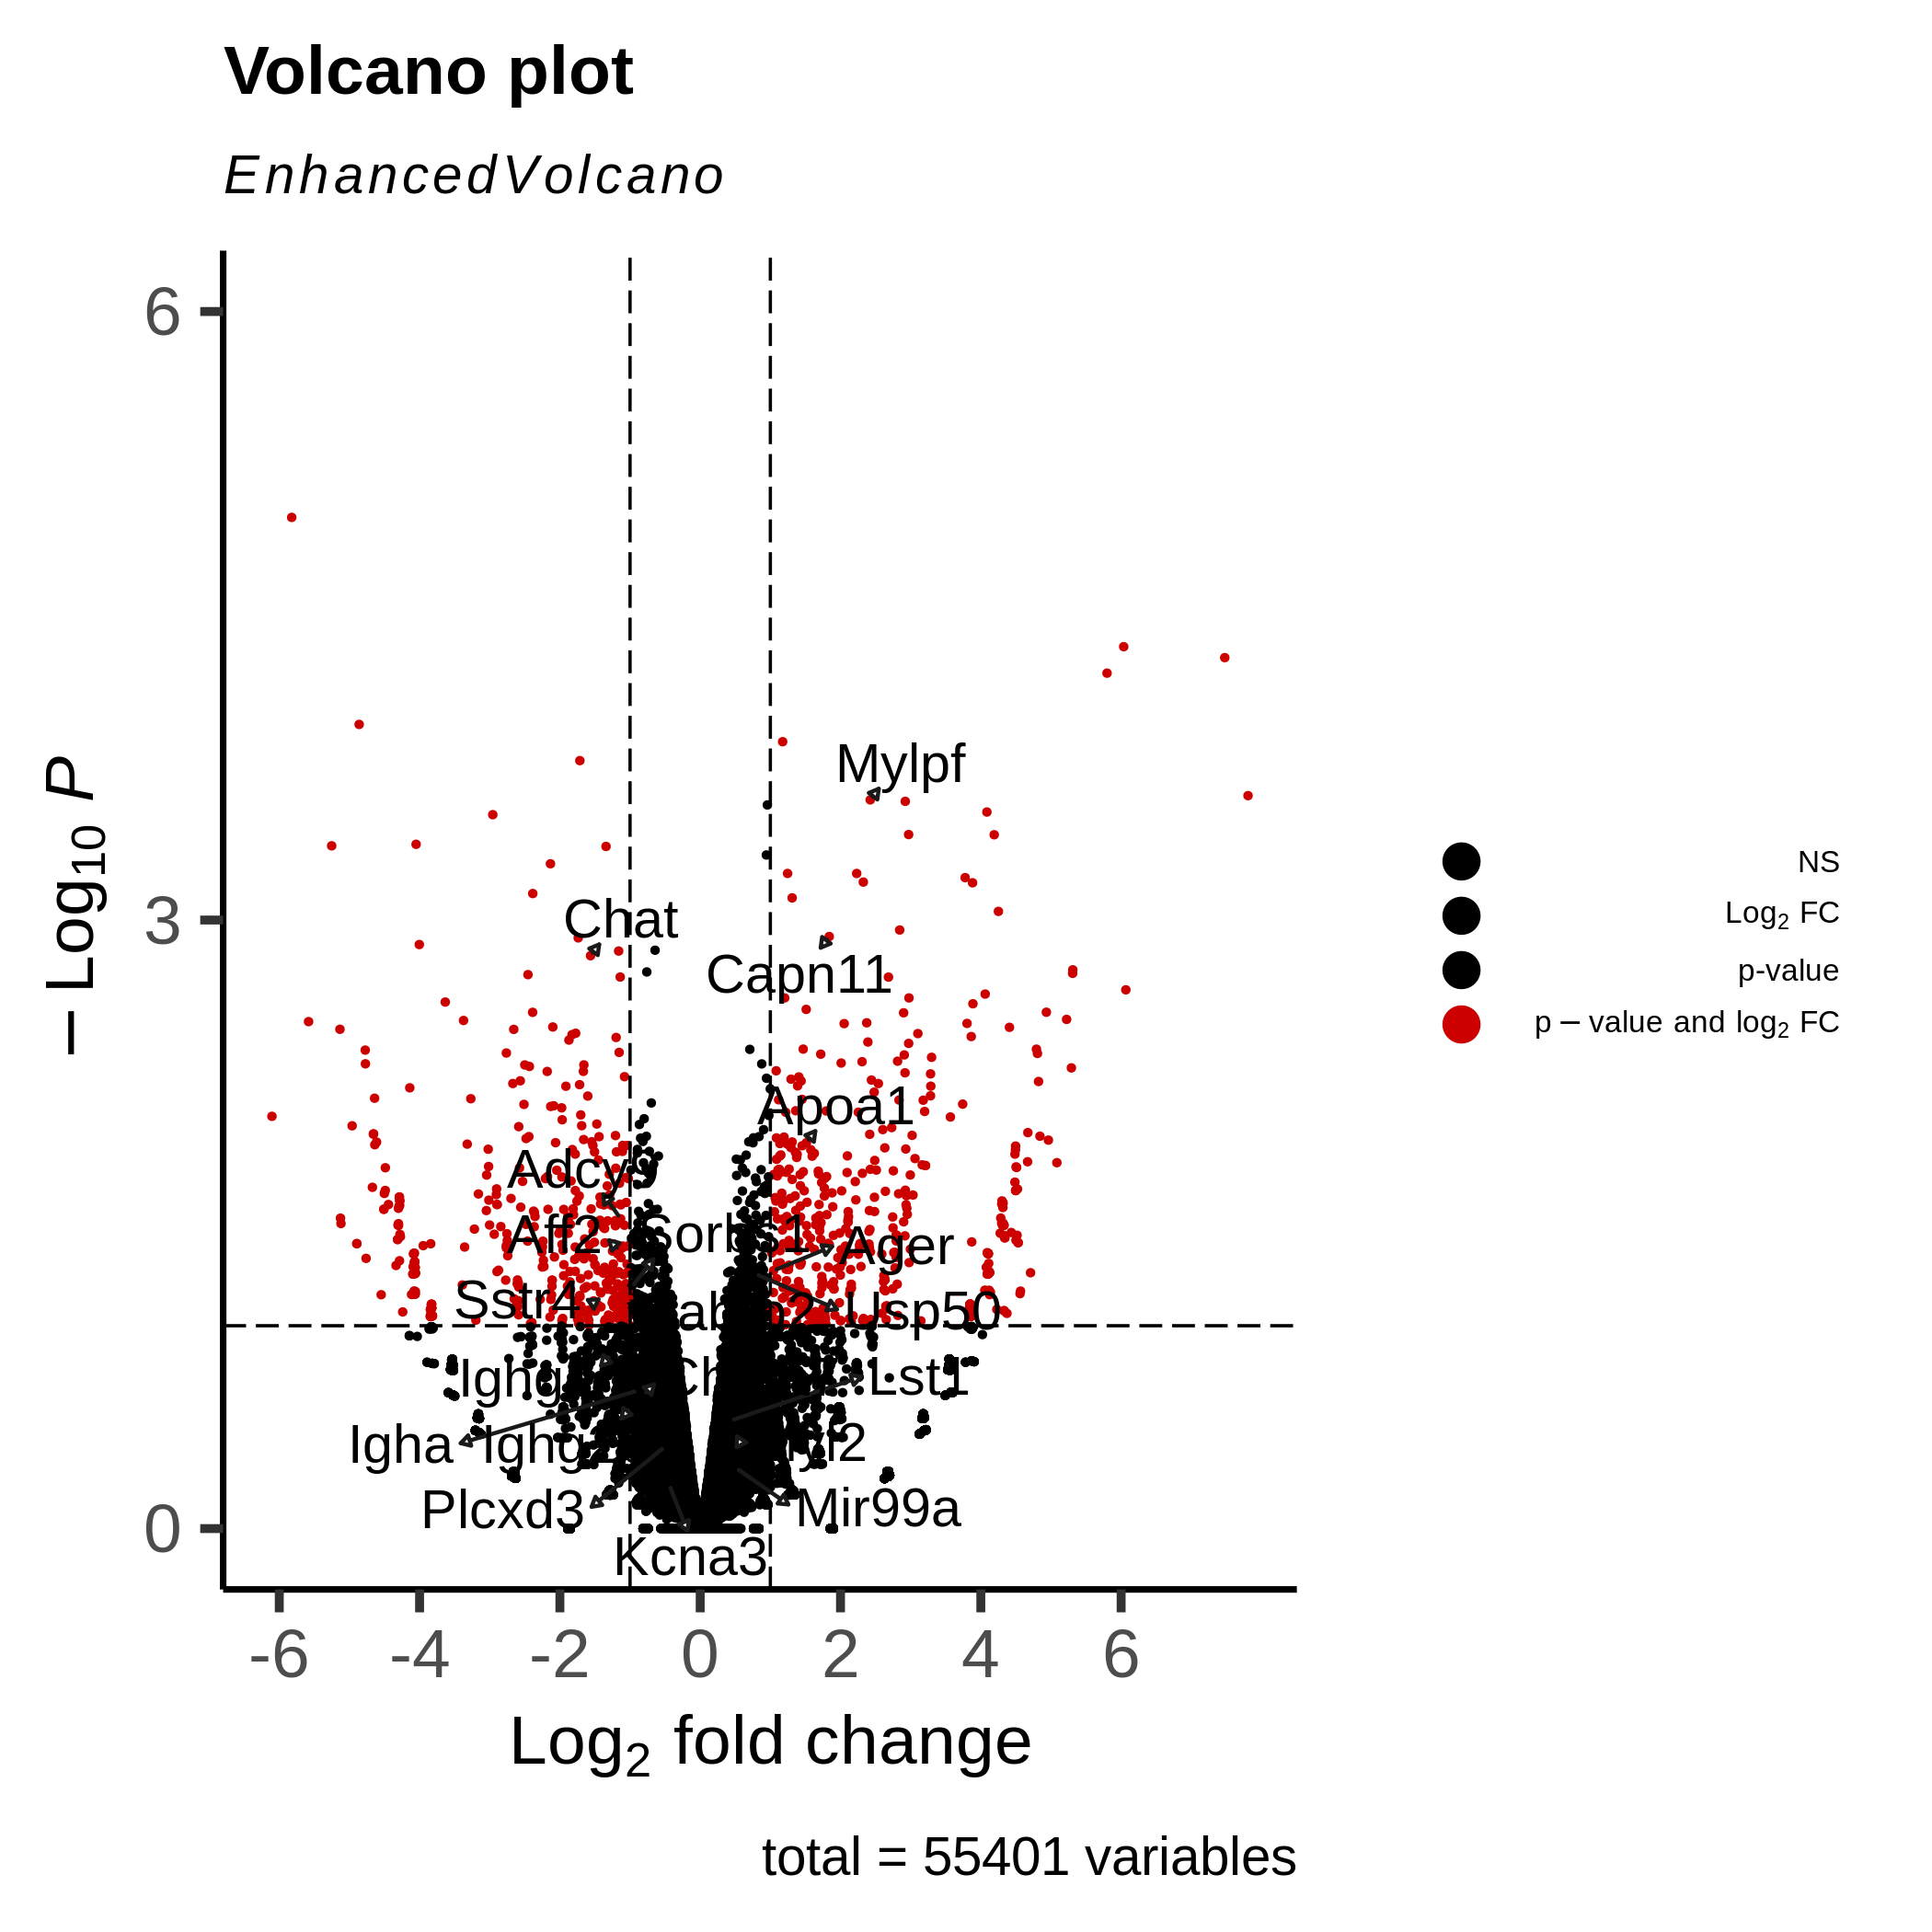 Volcano plot
EnhancedVolcano
6
3
0
− Log10 P
Mylpf
Chat
Capn11
Apoa1
Adcy
Aff2
Ager
Sstr4
Usp50
Lst1
Igha
Plcxd3
Mir99a
Kcna3
-6 -4 -2 0 2 4 6
Log2 fold change
total = 55401 variables
NS
Log2 FC
p-value
p − value and log2 FC